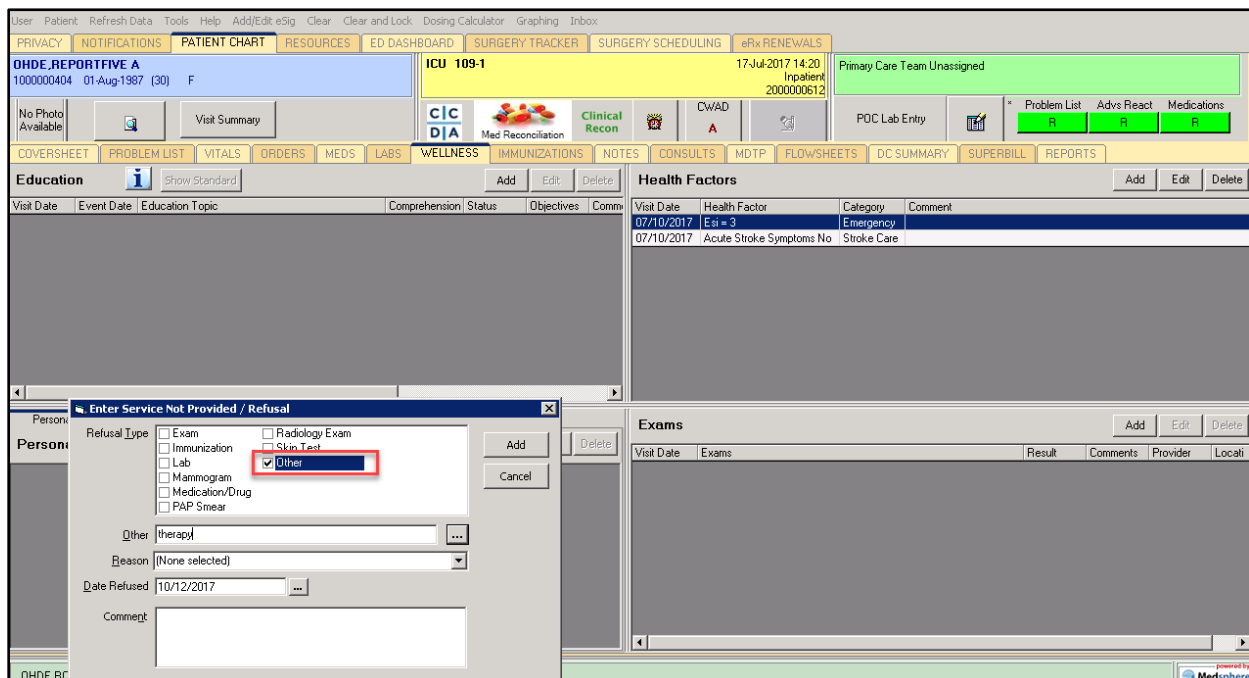 User Patient Refresh Data Tools Help Add/Edit eSig Clear Clear and Lock Dosing Calculator Graphing Inbox
PRIVACY NOTIFICATIONS PATIENT CHART RESOURCES ED DASHBOARD SURGERY TRACKER SURGERY SCHEDULING eRx RENEWALS
OHDE,REPORTFIVE A
1000000404 01-Aug-1987 (30) F
ICU 109-1 17-Jul-2017 14:20
Inpatient
2000000612
Primary Care Team Unassigned
No Photo
Available
Visit Summary
C C
D A
Med Reconciliation
Clinical
Recon
CWAD
A
POC Lab Entry
* Problem List Advs React Medications
R R R
COVERSHEET PROBLEM LIST VITALS ORDERS MEDS LABS WELLNESS IMMUNIZATIONS NOTES CONSULTS MDTP FLOWSHEETS DC SUMMARY SUPERBILL REPORTS
Education i Show Standard Add Edit Delete
Visit Date Event Date Education Topic Comprehension Status Objectives Comm
Health Factors Add Edit Delete
Visit Date Health Factor Category Comment
07/10/2017 Esi = 3 Emergency
07/10/2017 Acute Stroke Symptoms No Stroke Care
Persona
Persona
Delete
Enter Service Not Provided / Refusal
Refusal Type
Exam
Immunization
Lab
Mammogram
Medication/Drug
PAP Smear
Radiology Exam
Skin Test
Other
Add
Cancel
Other therapy ...
Reason (None selected)
Date Refused 10/12/2017 ...
Comment
Exams Add Edit Delete
Visit Date Exams Result Comments Provider Locati
powered by
Medsphere